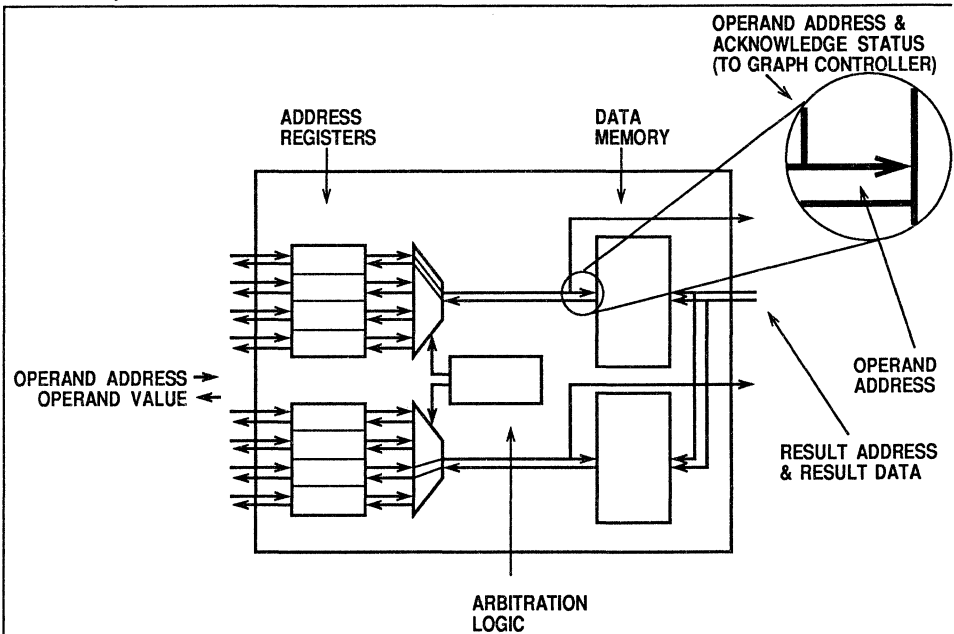 OPERAND ADDRESS &
ACKNOWLEDGE STATUS
(TO GRAPH CONTROLLER)
ADDRESS
REGISTERS
DATA
MEMORY
OPERAND ADDRESS
OPERAND VALUE
OPERAND
ADDRESS
RESULT ADDRESS
& RESULT DATA
ARBITRATION
LOGIC